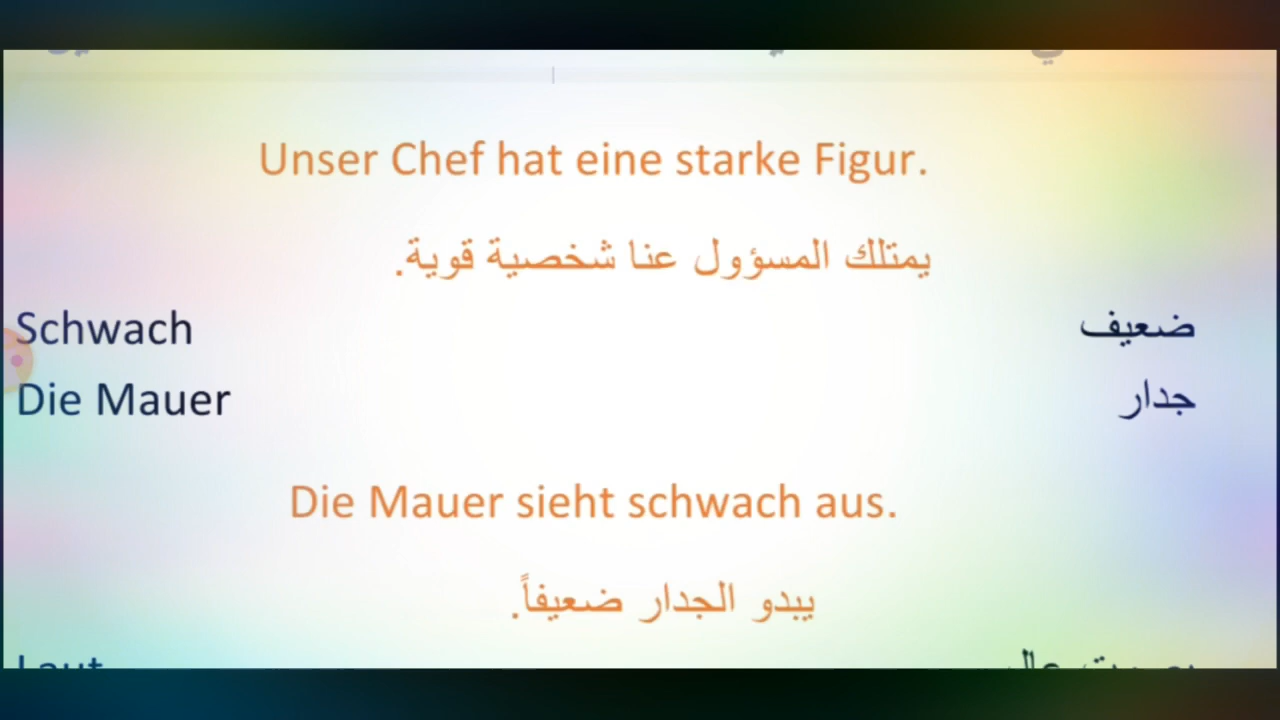 Unser Chef hat eine starke Figur.
يمتلك المسؤول عنا شخصية قوية.
Schwach ضعيف
Die Mauer جدار
Die Mauer sieht schwach aus.
يبدو الجدار ضعيفاً.
Laut